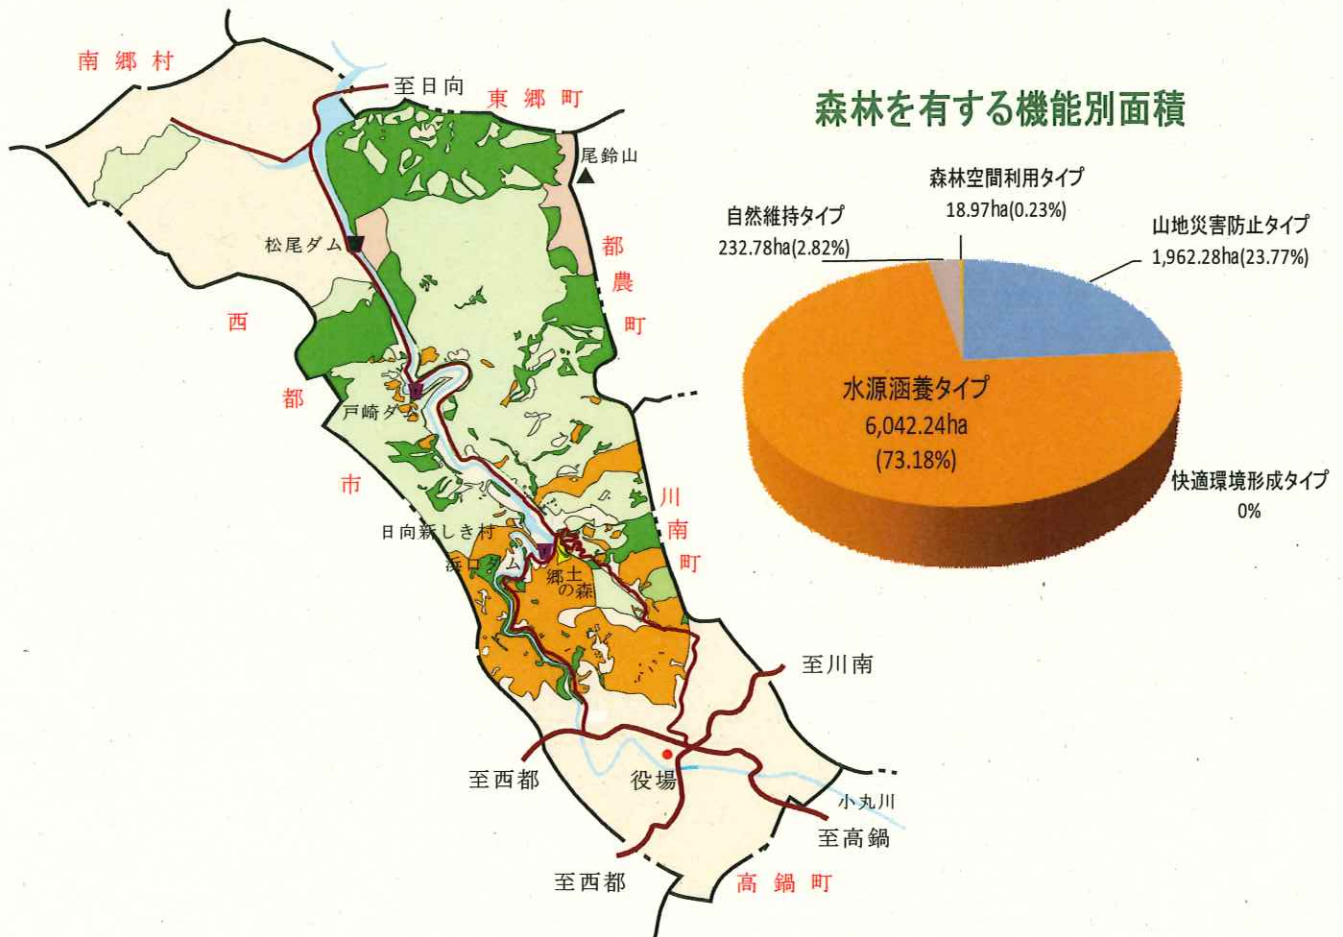 南郷村
至日向
東郷町
尾鈴山
松尾ダム
都農町
西都市
戸崎ダム
川南町
日向新しき村
浜口ダム
郷土
の森
至川南
至西都
役場
小丸川
至高鍋
至西都
高鍋町
森林を有する機能別面積
森林空間利用タイプ
18.97ha(0.23%)
自然維持タイプ
232.78ha(2.82%)
山地災害防止タイプ
1,962.28ha(23.77%)
水源涵養タイプ
6,042.24ha
(73.18%)
快適環境形成タイプ
0%